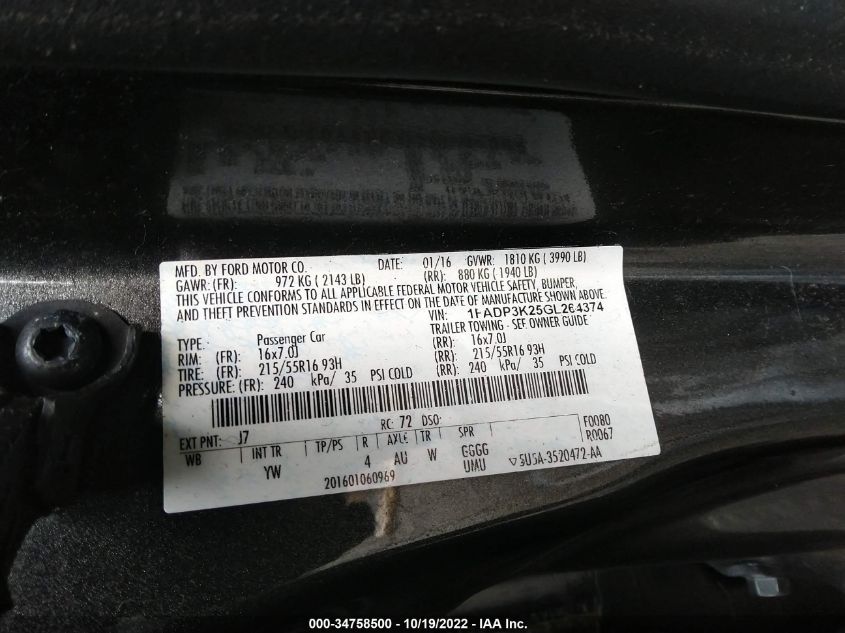 MFD. BY FORD MOTOR CO. DATE: 01/16 GVWR: 1810 KG ( 3990 LB)
GAWR: (FR): 972 KG ( 2143 LB) (RR): 880 KG ( 1940 LB)
THIS VEHICLE CONFORMS TO ALL APPLICABLE FEDERAL MOTOR VEHICLE SAFETY, BUMPER,
AND THEFT PREVENTION STANDARDS IN EFFECT ON THE DATE OF MANUFACTURE SHOWN ABOVE.
VIN: 1FADP3K25GL264374
TYPE: Passenger Car TRAILER TOWING - SEE OWNER GUIDE
RIM: (FR): 16x7.0J (RR): 16x7.0J
TIRE: (FR): 215/55R16 93H (RR): 215/55R16 93H
PRESSURE: (FR): 240 kPa/ 35 PSI COLD (RR): 240 kPa/ 35 PSI COLD
EXT PNT: J7 RC: 72 DSO: F0080
WB INT TR TP/PS R AXLE TR SPR R0067
YW 4 AU W GGGG
UMU
201601060969 5U5A-3520472-AA
000-34758500 - 10/19/2022 - IAA Inc.